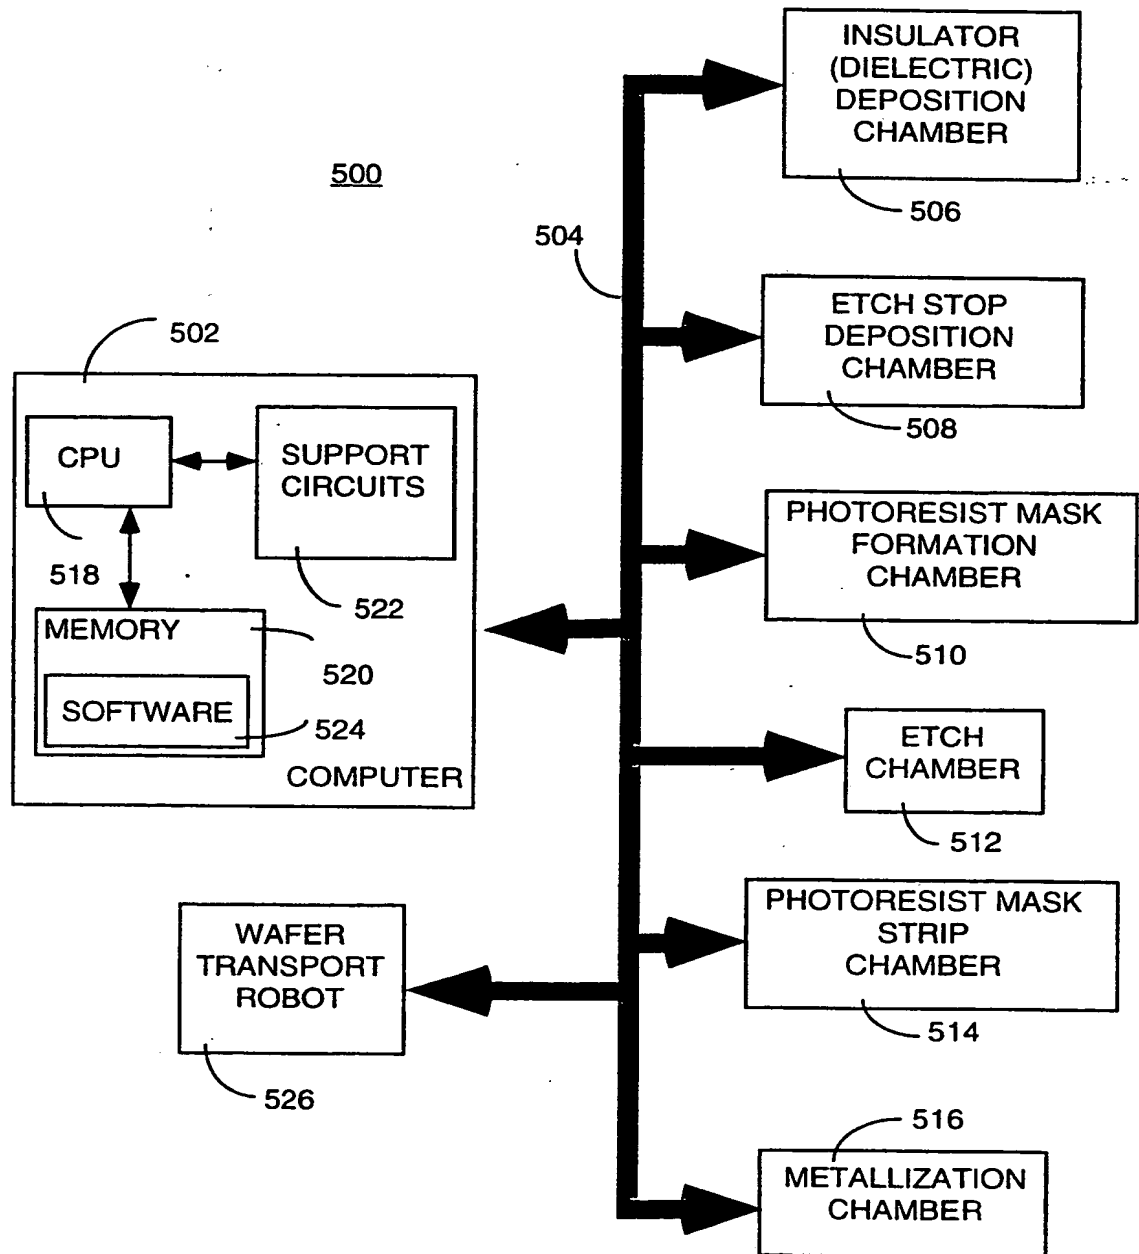 500
502
CPU
518
SUPPORT
CIRCUITS
522
MEMORY
520
SOFTWARE
524
COMPUTER
WAFER
TRANSPORT
ROBOT
526
504
INSULATOR
(DIELECTRIC)
DEPOSITION
CHAMBER
506
ETCH STOP
DEPOSITION
CHAMBER
508
PHOTORESIST MASK
FORMATION
CHAMBER
510
ETCH
CHAMBER
512
PHOTORESIST MASK
STRIP
CHAMBER
514
516
METALLIZATION
CHAMBER